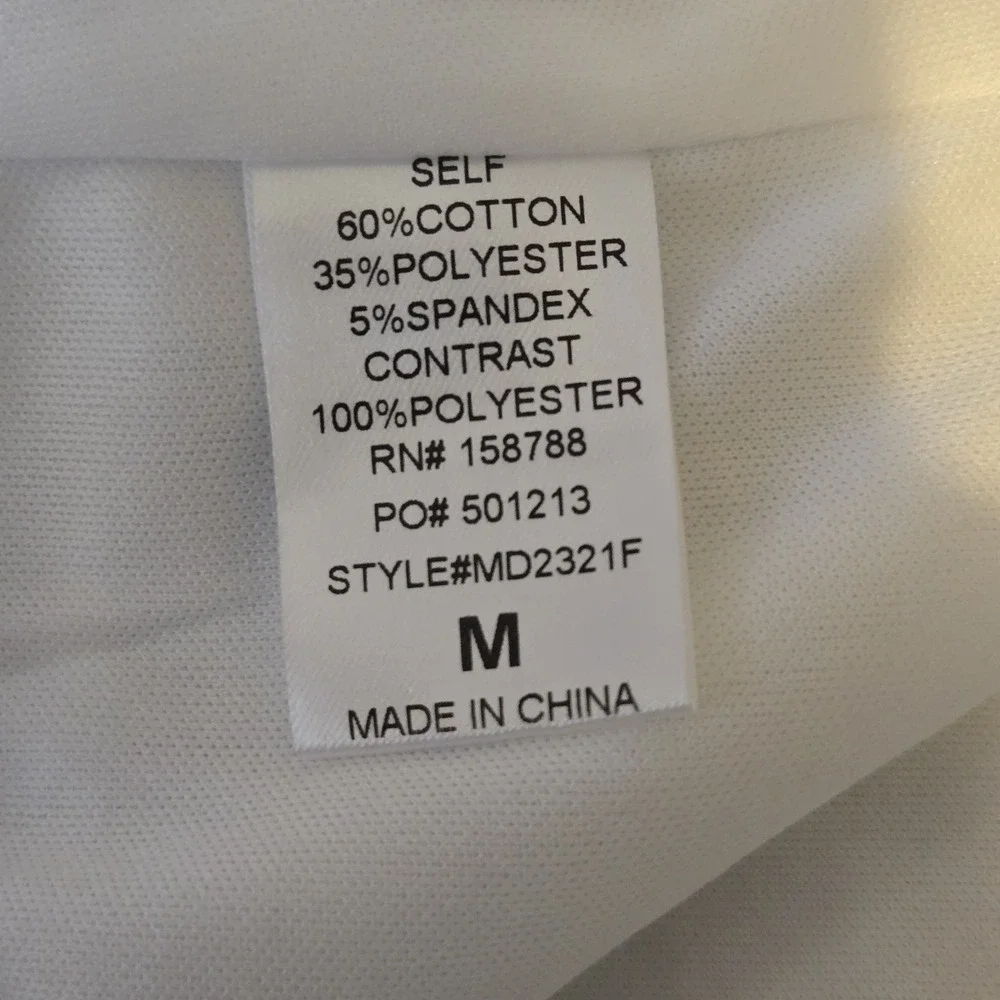 SELF
60%COTTON
35%POLYESTER
5%SPANDEX
CONTRAST
100%POLYESTER
RN# 158788
PO# 501213
STYLE#MD2321F
M
MADE IN CHINA